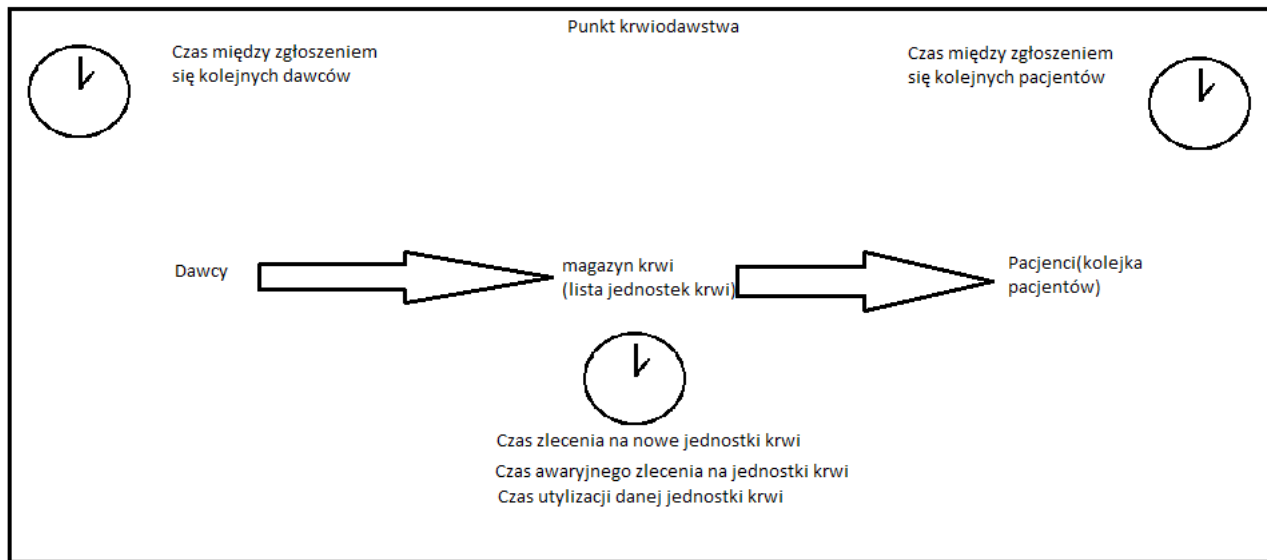 Punkt krwiodawstwa
Czas między zgłoszeniem
się kolejnych dawców
Czas między zgłoszeniem
się kolejnych pacjentów
Dawcy
magazyn krwi
(lista jednostek krwi)
Pacjenci(kolejka
pacjentów)
Czas zlecenia na nowe jednostki krwi
Czas awaryjnego zlecenia na jednostki krwi
Czas utylizacji danej jednostki krwi